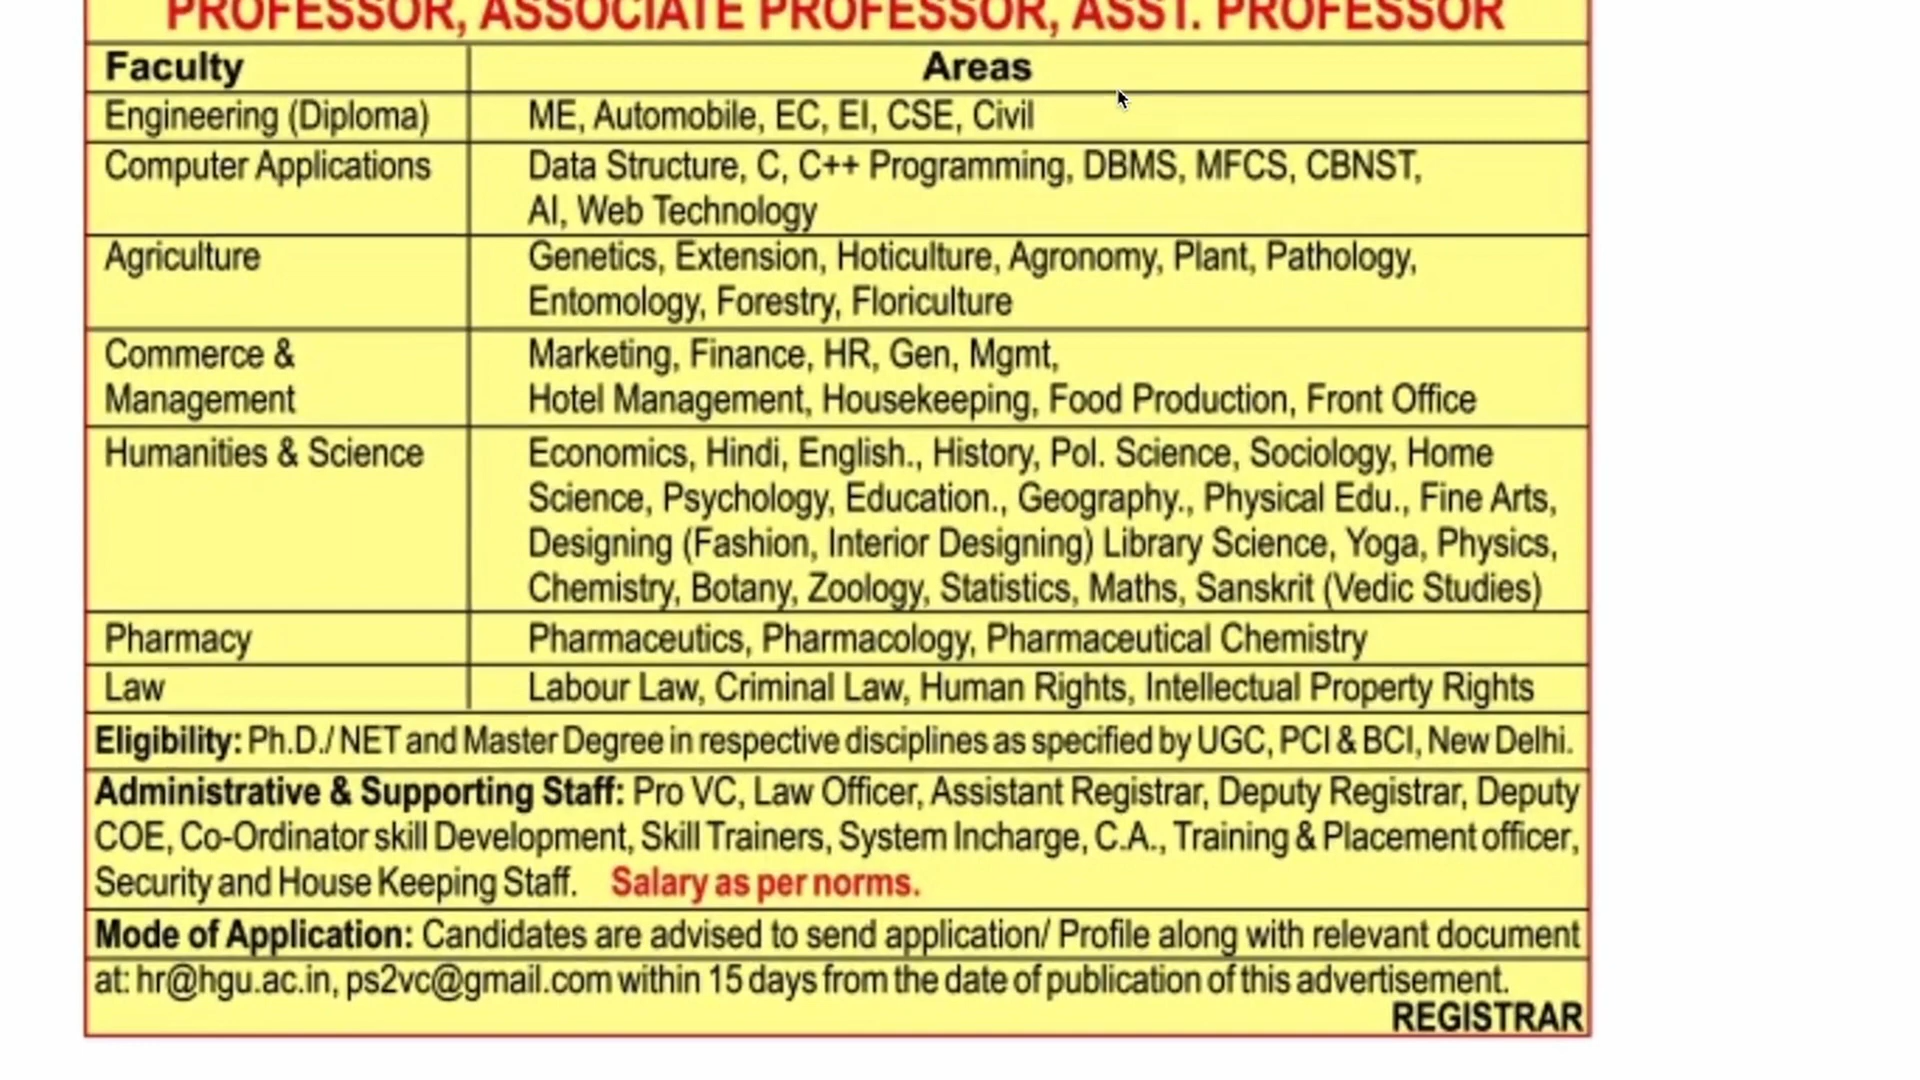 PROFESSOR, ASSOCIATE PROFESSOR, ASST. PROFESSOR
Faculty Areas
Engineering (Diploma) ME, Automobile, EC, EI, CSE, Civil
Computer Applications Data Structure, C, C++ Programming, DBMS, MFCS, CBNST,
AI, Web Technology
Agriculture Genetics, Extension, Hoticulture, Agronomy, Plant, Pathology,
Entomology, Forestry, Floriculture
Commerce & Marketing, Finance, HR, Gen, Mgmt,
Management Hotel Management, Housekeeping, Food Production, Front Office
Humanities & Science Economics, Hindi, English., History, Pol. Science, Sociology, Home
Science, Psychology, Education., Geography., Physical Edu., Fine Arts,
Designing (Fashion, Interior Designing) Library Science, Yoga, Physics,
Chemistry, Botany, Zoology, Statistics, Maths, Sanskrit (Vedic Studies)
Pharmacy Pharmaceutics, Pharmacology, Pharmaceutical Chemistry
Law Labour Law, Criminal Law, Human Rights, Intellectual Property Rights
Eligibility: Ph.D./ NET and Master Degree in respective disciplines as specified by UGC, PCI & BCI, New Delhi.
Administrative & Supporting Staff: Pro VC, Law Officer, Assistant Registrar, Deputy Registrar, Deputy
COE, Co-Ordinator skill Development, Skill Trainers, System Incharge, C.A., Training & Placement officer,
Security and House Keeping Staff. Salary as per norms.
Mode of Application: Candidates are advised to send application/ Profile along with relevant document
at: hr@hgu.ac.in, ps2vc@gmail.com within 15 days from the date of publication of this advertisement.
REGISTRAR